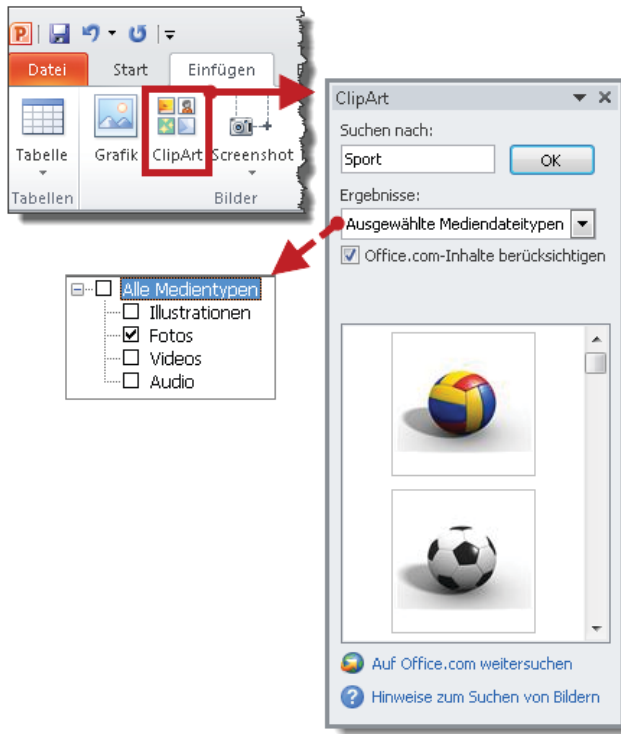 Datei Start Einfügen
Tabelle Grafik ClipArt Screenshot
Tabellen Bilder
ClipArt
Suchen nach:
Sport OK
Ergebnisse:
Ausgewählte Mediendateitypen
Office.com-Inhalte berücksichtigen
Alle Medientypen
Illustrationen
Fotos
Videos
Audio
Auf Office.com weitersuchen
Hinweise zum Suchen von Bildern